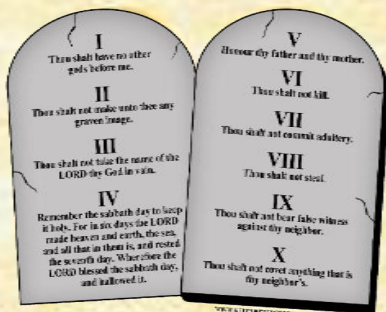 I
Thou shalt have no other
gods before me.
II
Thou shalt not make unto thee any
graven image.
III
Thou shalt not take the name of the
LORD thy God in vain.
IV
Remember the sabbath day to keep
it holy. For in six days the LORD
made heaven and earth, the sea,
and all that in them is, and rested
the seventh day. Wherefore the
LORD blessed the sabbath day,
and hallowed it.
V
Honour thy father and thy mother.
VI
Thou shalt not kill.
VII
Thou shalt not commit adultery.
VIII
Thou shalt not steal.
IX
Thou shalt not bear false witness
against thy neighbor.
X
Thou shalt not covet anything that is
thy neighbor's.